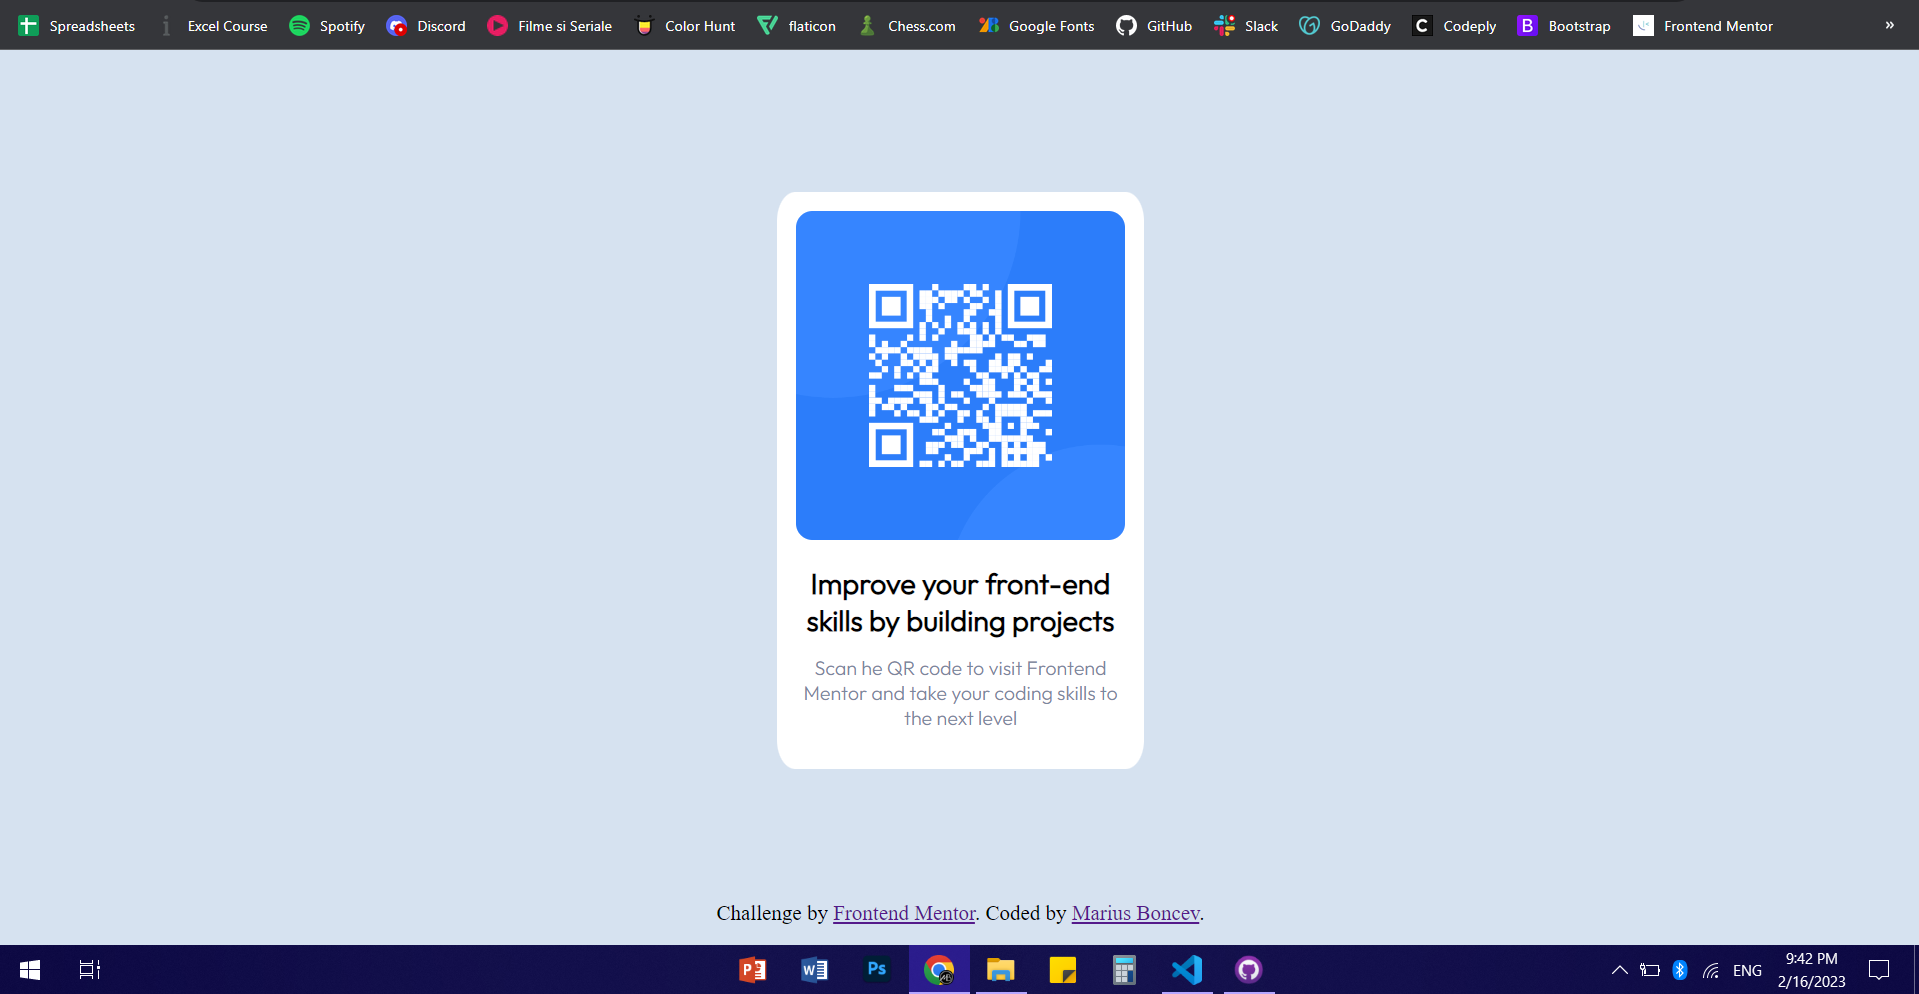 Spreadsheets Excel Course Spotify Discord Filme si Seriale Color Hunt flaticon Chess.com Google Fonts GitHub Slack GoDaddy C Codeply B Bootstrap Frontend Mentor »
Improve your front-end
skills by building projects
Scan he QR code to visit Frontend
Mentor and take your coding skills to
the next level
Challenge by Frontend Mentor. Coded by Marius Boncev.
P W Ps ENG 9:42 PM
2/16/2023